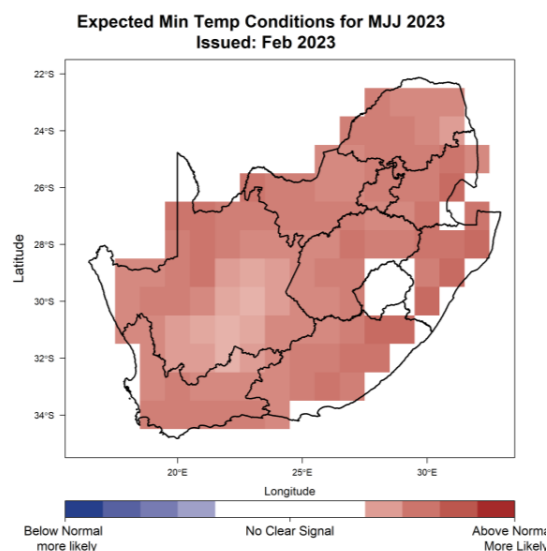 Expected Min Temp Conditions for MJJ 2023
Issued: Feb 2023
22°S
24°S
26°S
28°S
30°S
32°S
34°S
Latitude
20°E
25°E
30°E
Longitude
Below Normal
more likely
No Clear Signal
Above Norma
More Likely